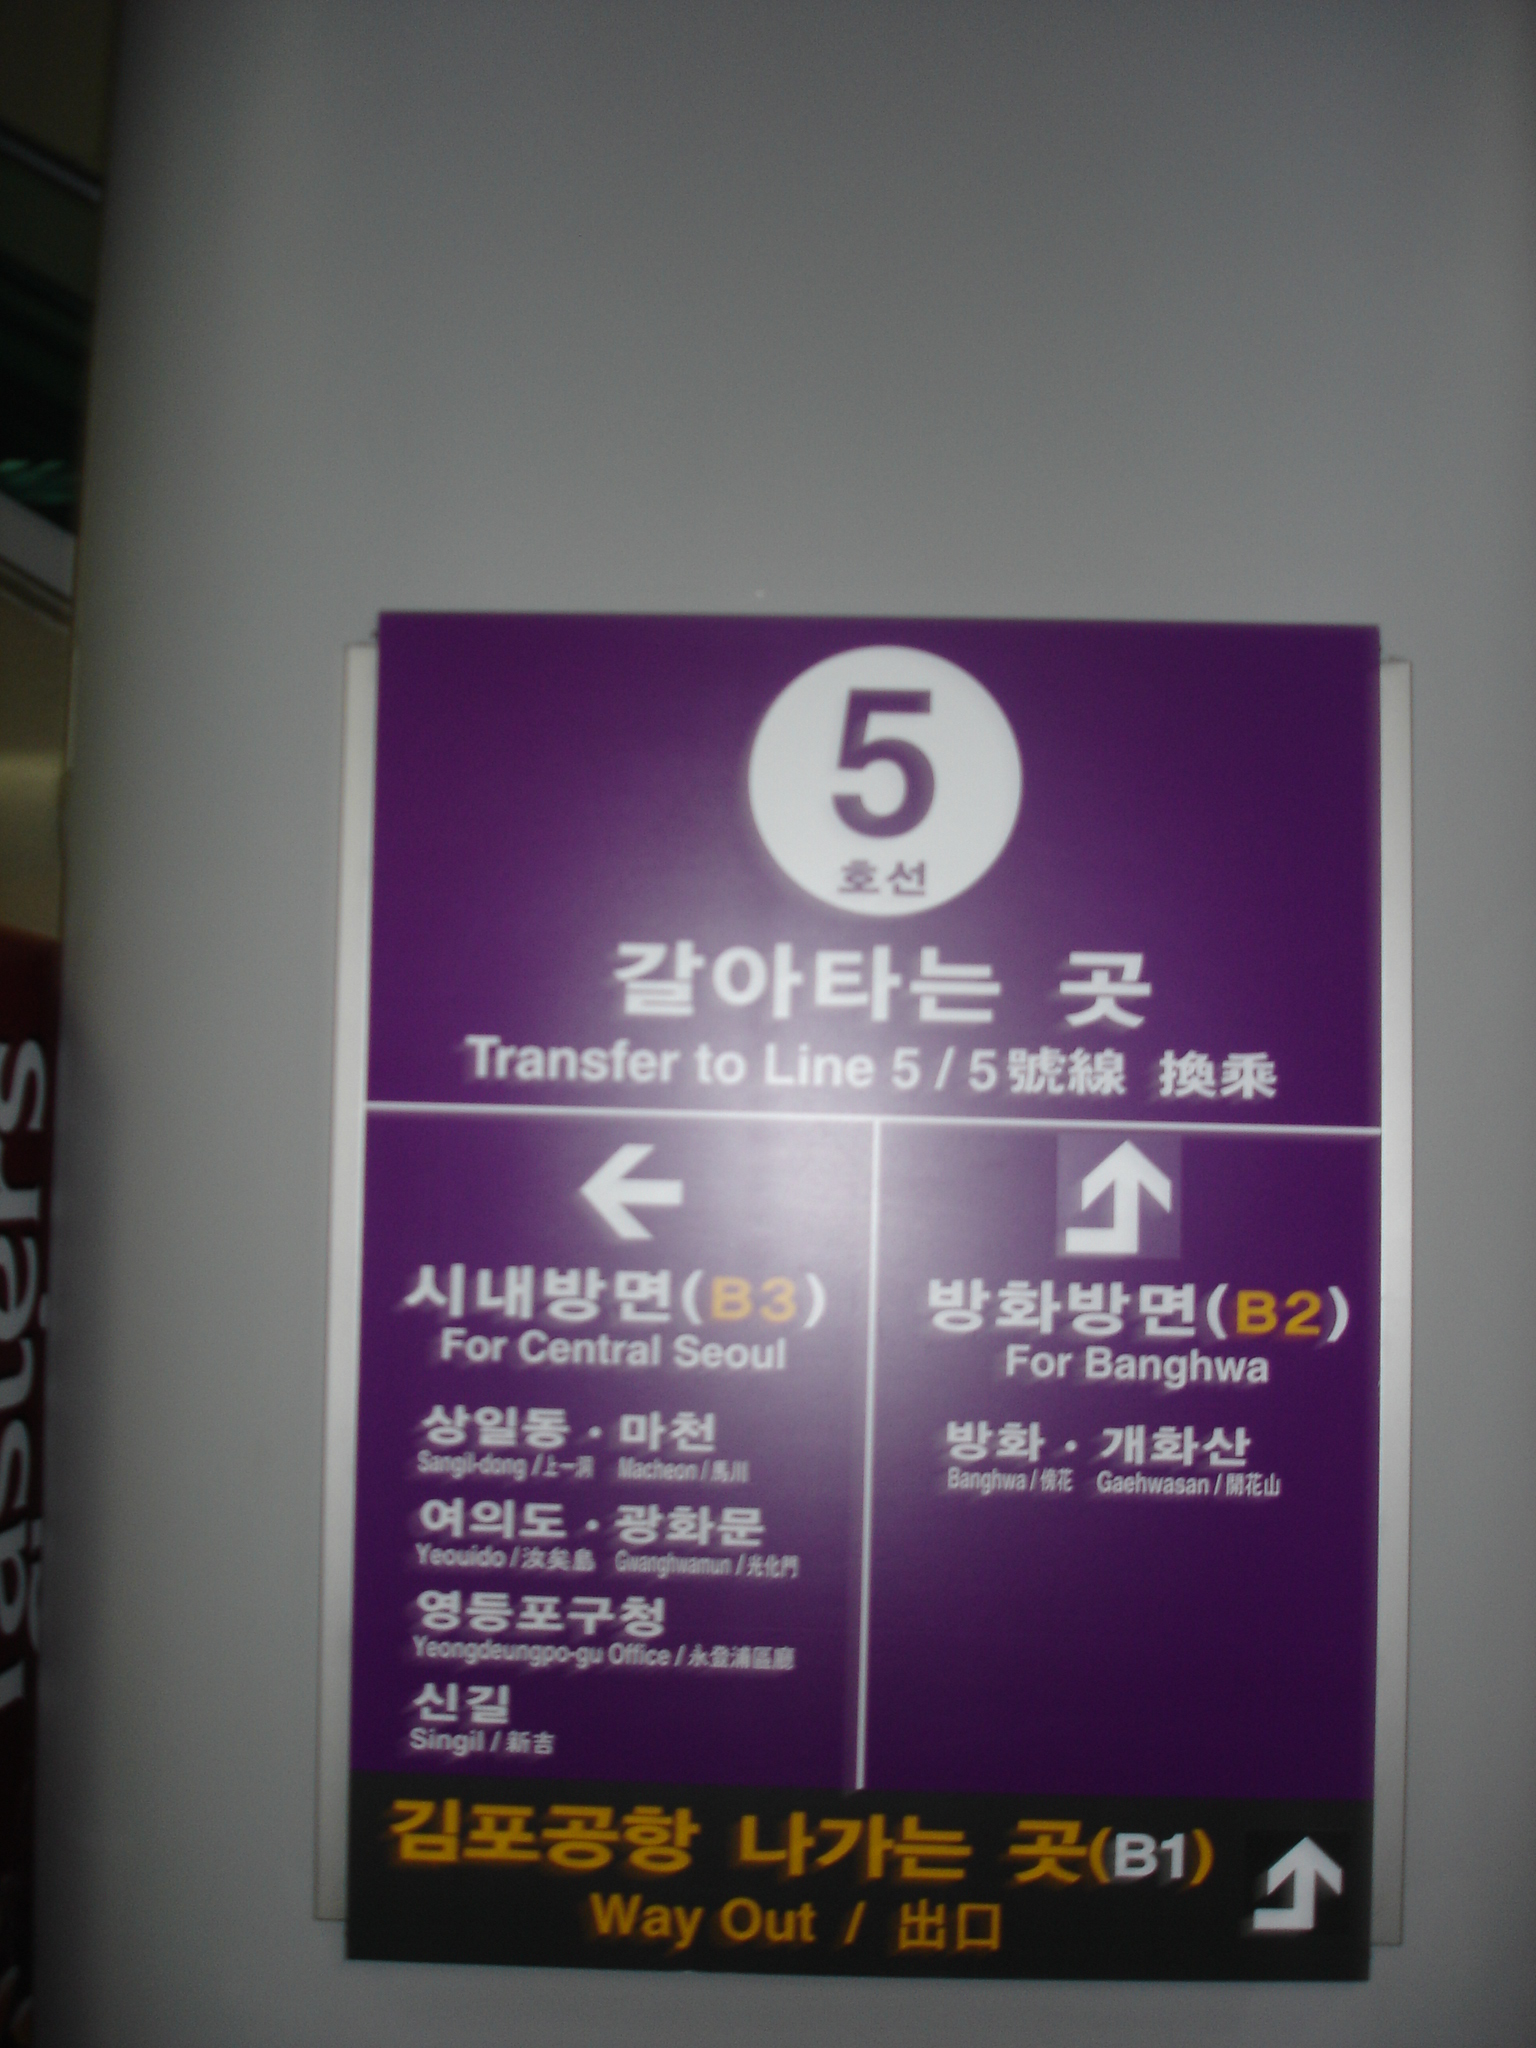 5
호선
갈아타는 곳
Transfer to Line 5 / 5號線 換乘
시내방면(B3)
For Central Seoul
상일동 · 마천
Sangil-dong / 上一洞 Macheon / 馬川
여의도 · 광화문
Yeouido / 汝矣島 Gwanghwamun / 光化門
영등포구청
Yeongdeungpo-gu Office / 永登浦區廳
신길
Singil / 新吉
방화방면(B2)
For Banghwa
방화 · 개화산
Banghwa / 傍花 Gaehwasan / 開花山
김포공항 나가는 곳(B1)
Way Out / 出口